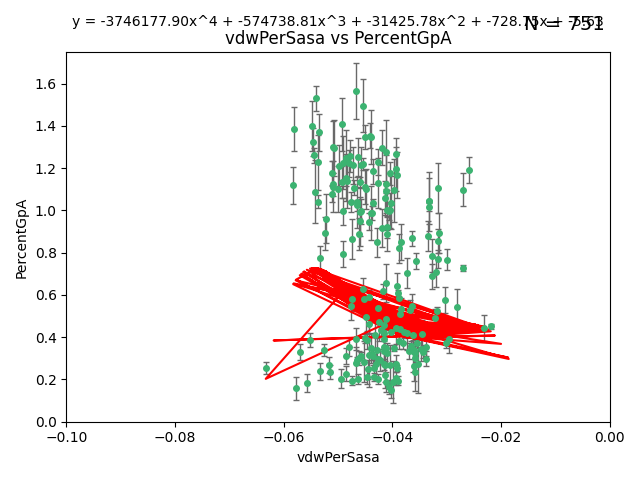 y = -3746177.90x^4 + -574738.81x^3 + -31425.78x^2 + -728.75x + -5.63
N = 751
vdwPerSasa vs PercentGpA
PercentGpA
1.6
1.4
1.2
1.0
0.8
0.6
0.4
0.2
0.0
−0.10 −0.08 −0.06 −0.04 −0.02 0.00
vdwPerSasa